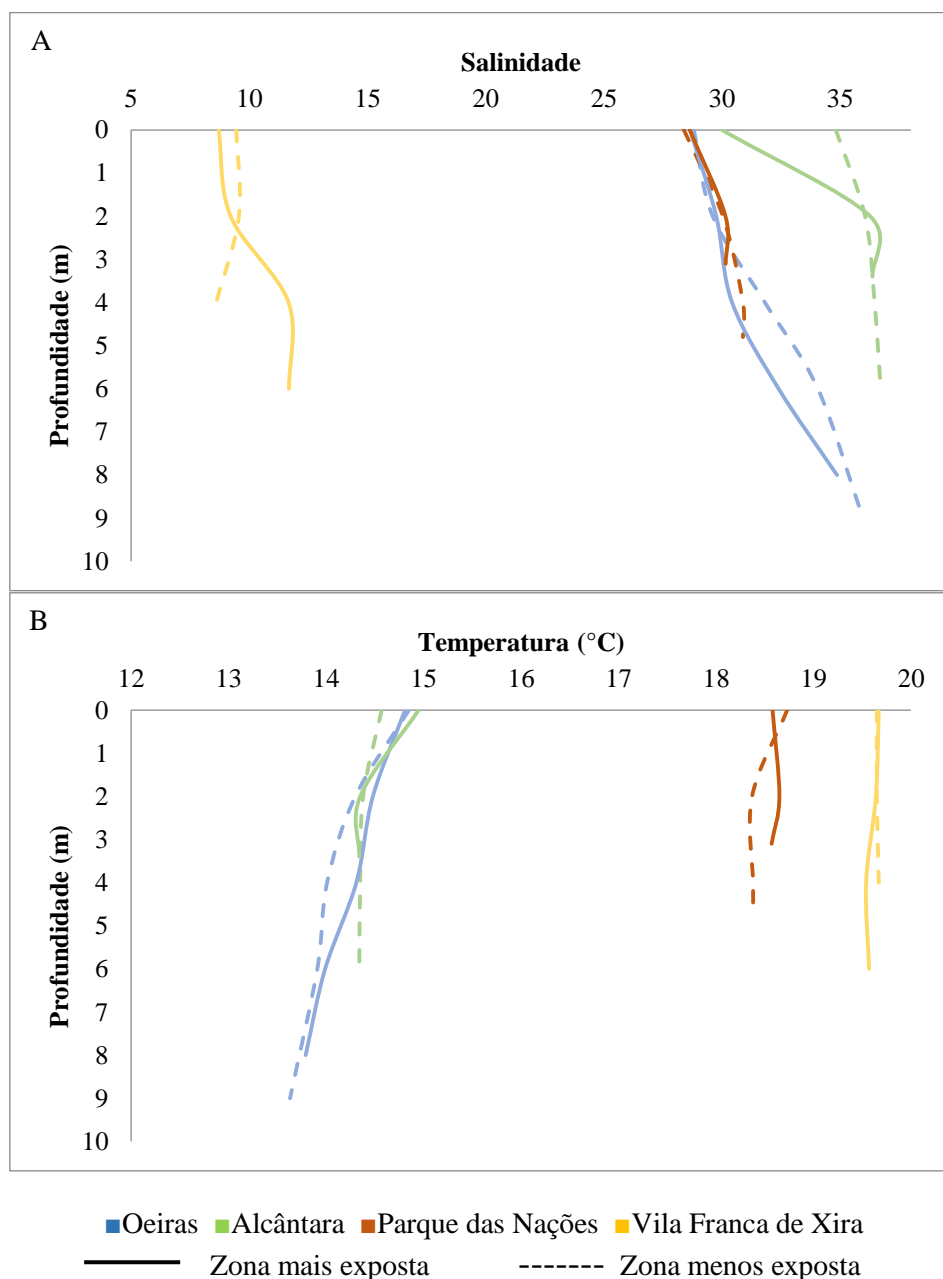 A
Salinidade
5 10 15 20 25 30 35
0
1
2
3
4
5
6
7
8
9
10
Profundidade (m)
B
Temperatura (°C)
12 13 14 15 16 17 18 19 20
0
1
2
3
4
5
6
7
8
9
10
Profundidade (m)
Oeiras Alcântara Parque das Nações Vila Franca de Xira
Zona mais exposta Zona menos exposta